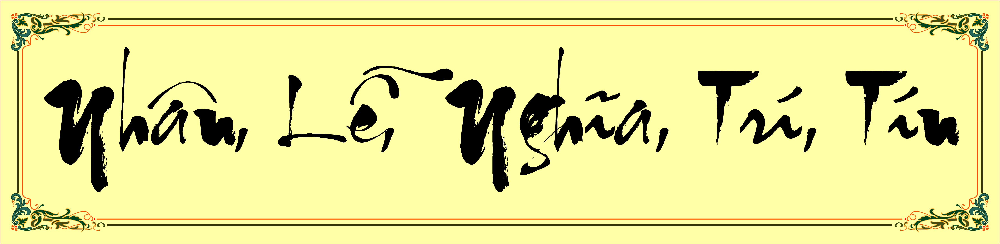 Nhân, Lễ, Nghĩa, Trí, Tín